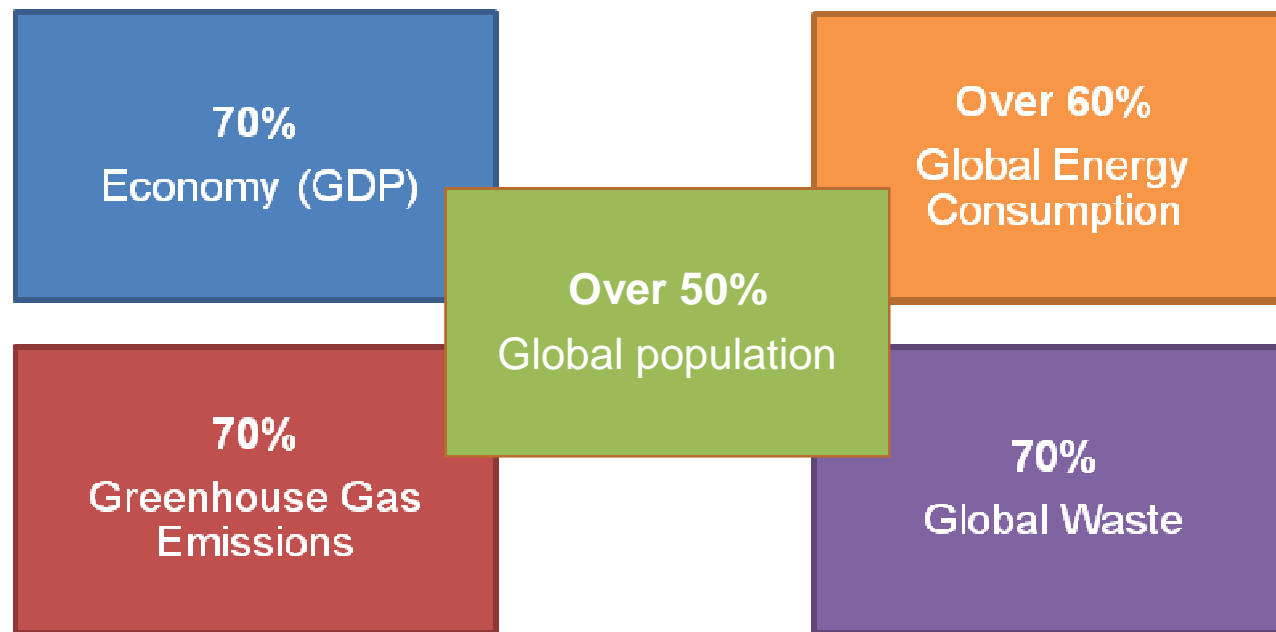 70%
Economy (GDP)
Over 60%
Global Energy
Consumption
Over 50%
Global population
70%
Greenhouse Gas
Emissions
70%
Global Waste